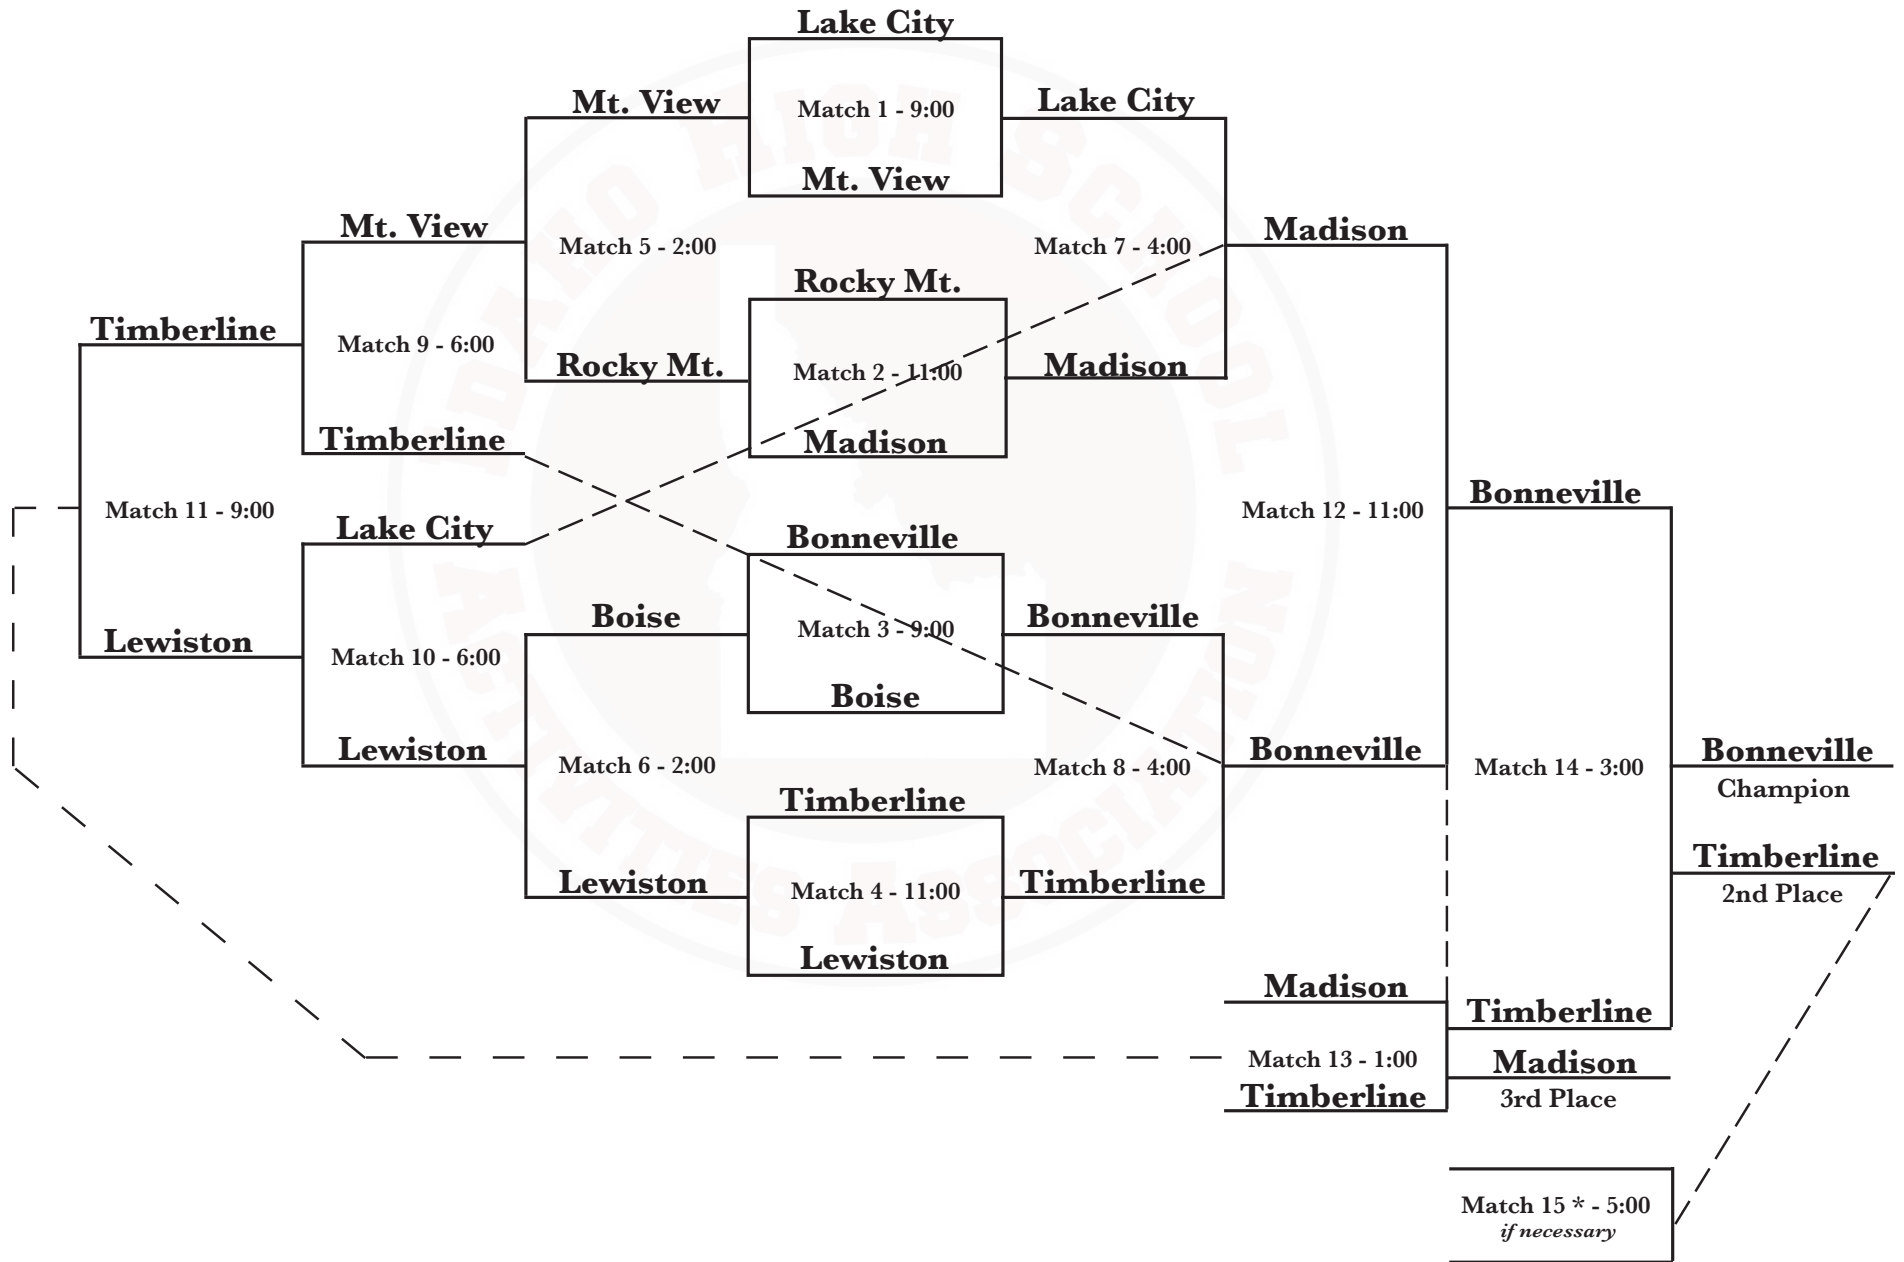 Lake City
Mt. View
Match 1 - 9:00
Lake City
Mt. View
Mt. View
Match 5 - 2:00
Match 7 - 4:00
Madison
Rocky Mt.
Timberline
Match 9 - 6:00
Rocky Mt.
Match 2 - 11:00
Madison
Timberline
Madison
Match 11 - 9:00
Lake City
Bonneville
Match 12 - 11:00
Bonneville
Lewiston
Match 10 - 6:00
Boise
Match 3 - 9:00
Bonneville
Boise
Lewiston
Match 6 - 2:00
Match 8 - 4:00
Bonneville
Match 14 - 3:00
Bonneville
Champion
Timberline
Lewiston
Match 4 - 11:00
Timberline
Timberline
2nd Place
Lewiston
Madison
Timberline
Match 13 - 1:00
Madison
Timberline
3rd Place
Match 15 * - 5:00
if necessary
IDAHO HIGH SCHOOL
ACTIVITIES ASSOCIATION